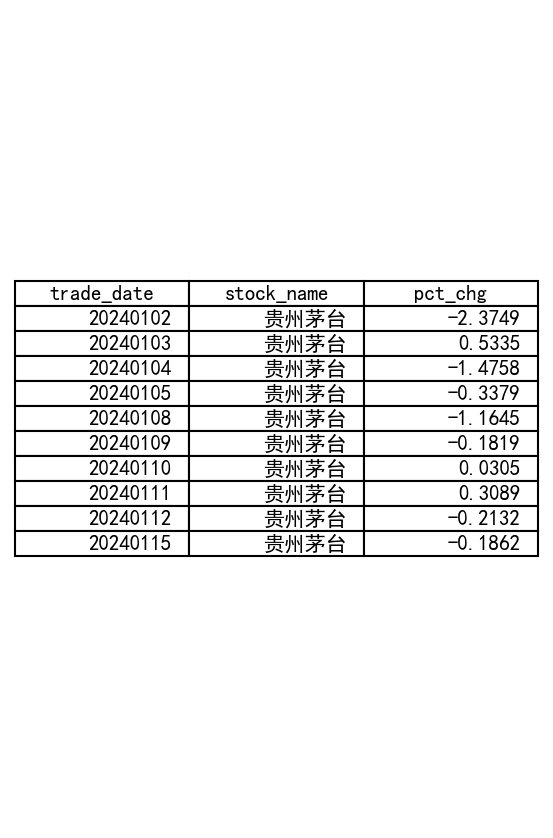 trade_date stock_name pct_chg
20240102 贵州茅台 -2.3749
20240103 贵州茅台 0.5335
20240104 贵州茅台 -1.4758
20240105 贵州茅台 -0.3379
20240108 贵州茅台 -1.1645
20240109 贵州茅台 -0.1819
20240110 贵州茅台 0.0305
20240111 贵州茅台 0.3089
20240112 贵州茅台 -0.2132
20240115 贵州茅台 -0.1862